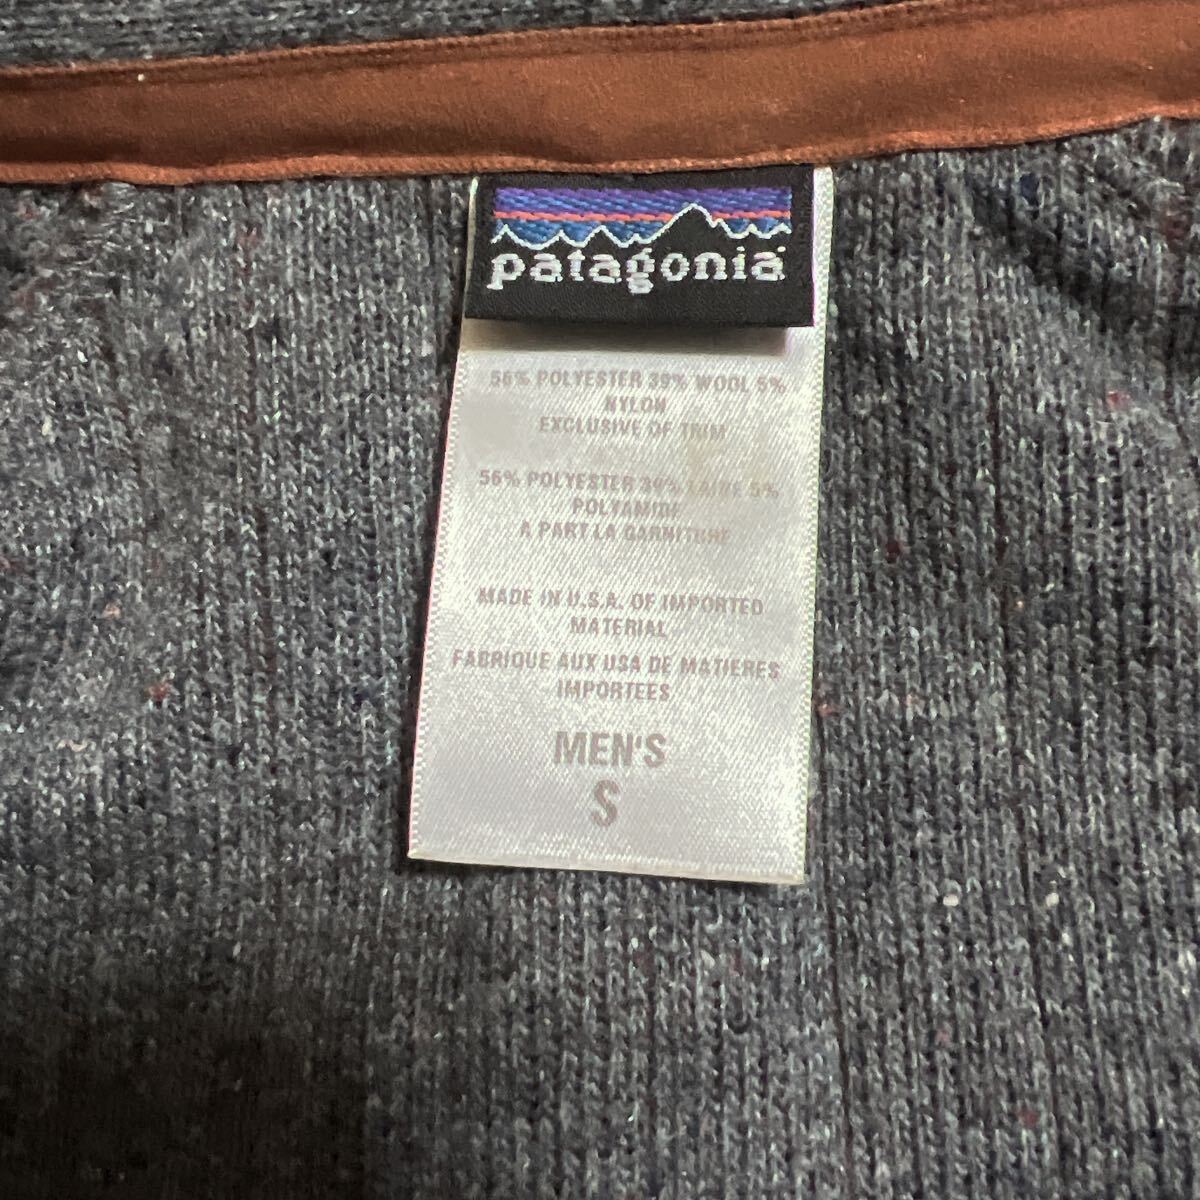 patagonia
56% POLYESTER 39% WOOL 5%
NYLON
EXCLUSIVE OF TRIM
56% POLYESTER 39% LAINE 5%
POLYAMIDE
A PART LA GARNITURE
MADE IN U.S.A. OF IMPORTED
MATERIAL
FABRIQUE AUX USA DE MATIERES
IMPORTEES
MEN'S
S